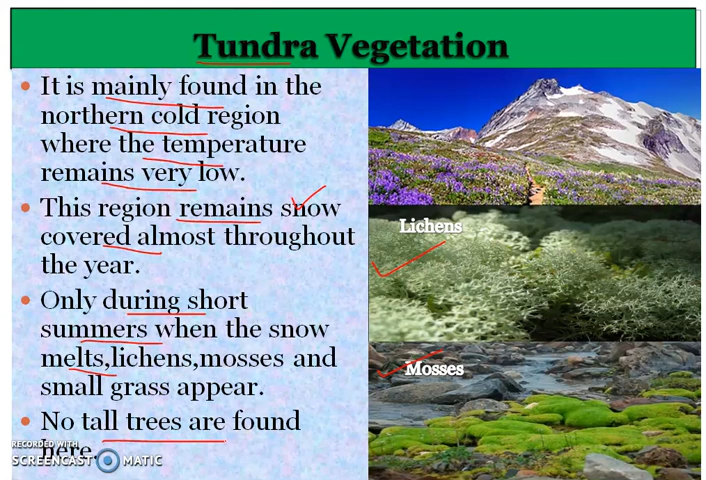 Tundra Vegetation
It is mainly found in the
northern cold region
where the temperature
remains very low.
This region remains snow
covered almost throughout
the year.
Only during short
summers when the snow
melts,lichens,mosses and
small grass appear.
No tall trees are found
here.
Lichens
Mosses
RECORDED WITH
SCREENCAST MATIC